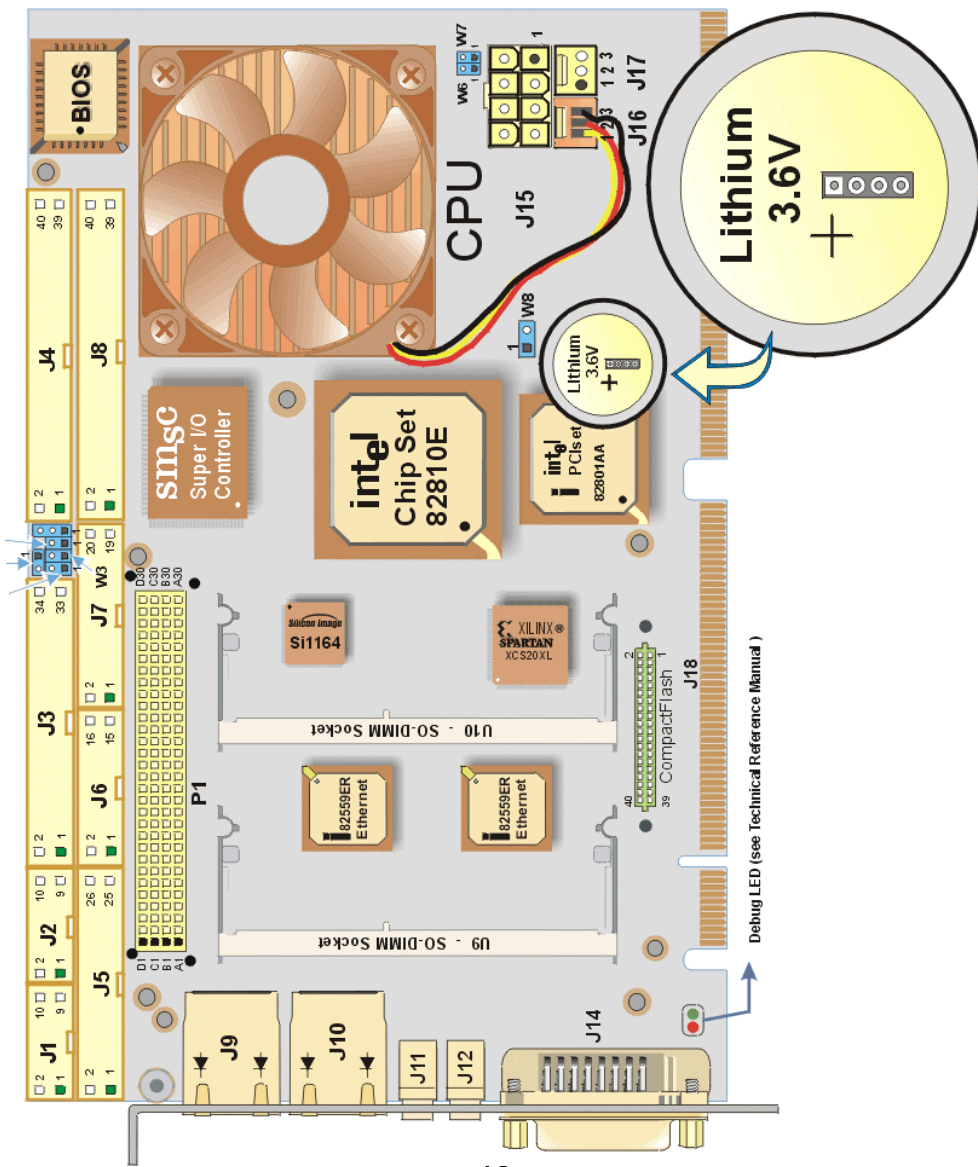 BIOS
W7
1
W6
1
1
1 2 3
J17
1 2 3
J16
CPU
J15
W8
1
Lithium
3.6V
+
Lithium
3.6V
+
40
39
J4
2
1
40
39
J8
2
1
smsc
Super I/O
Controller
intel
Chip Set
82810E
intel
PCIset
82801AA
1
1
1
1
W3
34
33
J3
2
1
20
19
J7
2
1
16
15
J6
2
1
D30
C30
B30
A30
P1
D1
C1
B1
A1
Silicon Image
Si1164
XILINX®
SPARTAN
XCS20XL
U10 - SO-DIMM Socket
82559ER
Ethernet
82559ER
Ethernet
U9 - SO-DIMM Socket
2
1
J18
CompactFlash
40
39
10
9
J2
2
1
26
25
J5
2
1
10
9
J1
2
1
J9
J10
J11
J12
J14
Debug LED (see Technical Reference Manual )